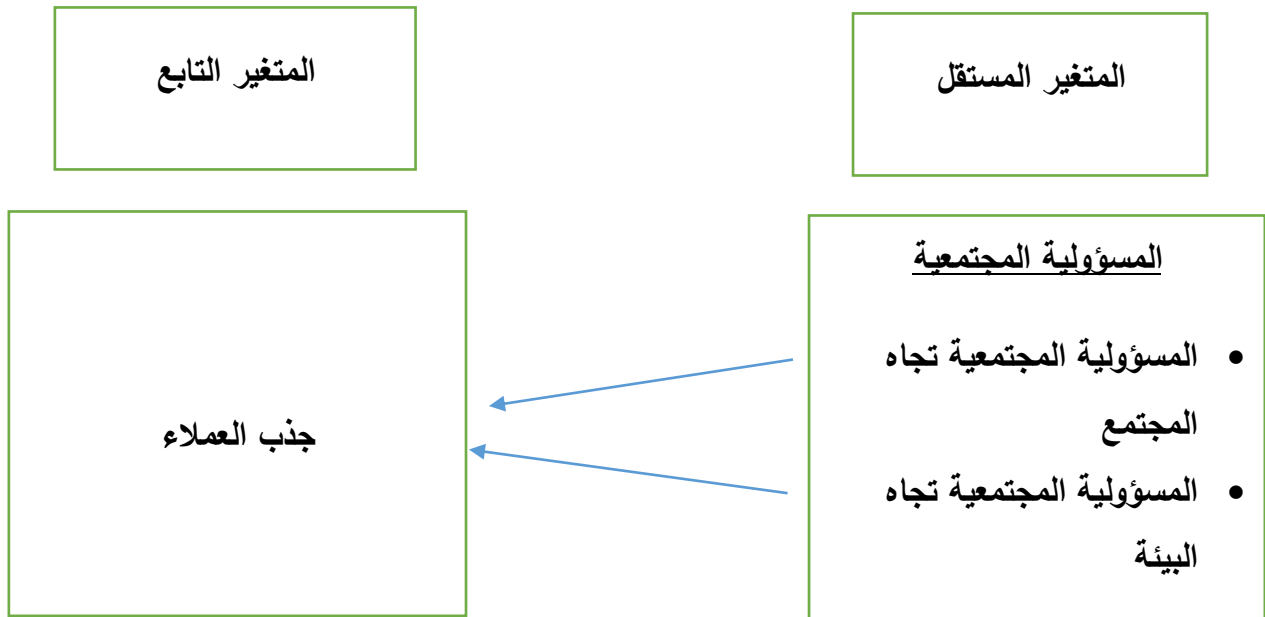 المتغير المستقل
المتغير التابع
المسؤولية المجتمعية
• المسؤولية المجتمعية تجاه
المجتمع
• المسؤولية المجتمعية تجاه
البيئة
جذب العملاء